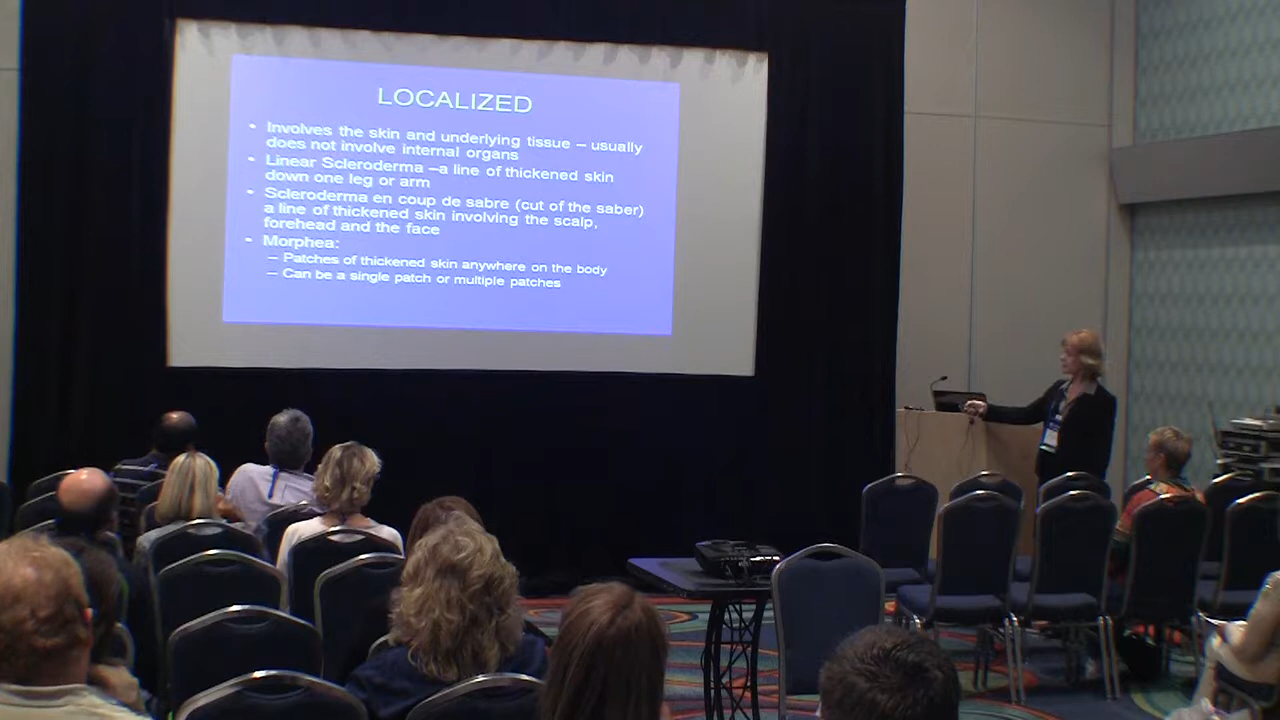 LOCALIZED
• Involves the skin and underlying tissue – usually
does not involve internal organs
• Linear Scleroderma –a line of thickened skin
down one leg or arm
• Scleroderma en coup de sabre (cut of the saber)
a line of thickened skin involving the scalp,
forehead and the face
• Morphea:
– Patches of thickened skin anywhere on the body
– Can be a single patch or multiple patches